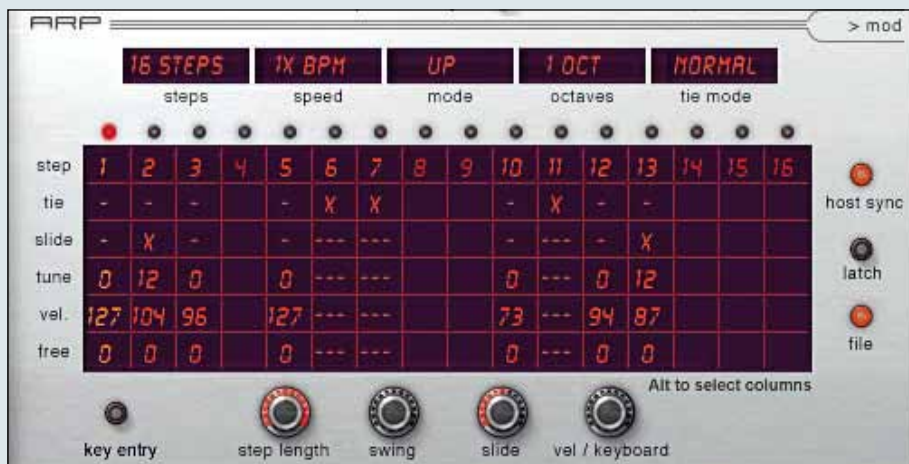 ARP > mod
16 STEPS 1X BPM UP 1 OCT NORMAL
steps speed mode octaves tie mode
step 1 2 3 4 5 6 7 8 9 10 11 12 13 14 15 16
tie - - - - X X - X - -
host sync
slide - X - - --- --- - --- - X
latch
tune 0 12 0 0 --- --- 0 --- 0 12
vel. 127 104 96 127 --- --- 73 --- 94 87
file
free 0 0 0 0 --- --- 0 --- 0 0
Alt to select columns
key entry step length swing slide vel / keyboard